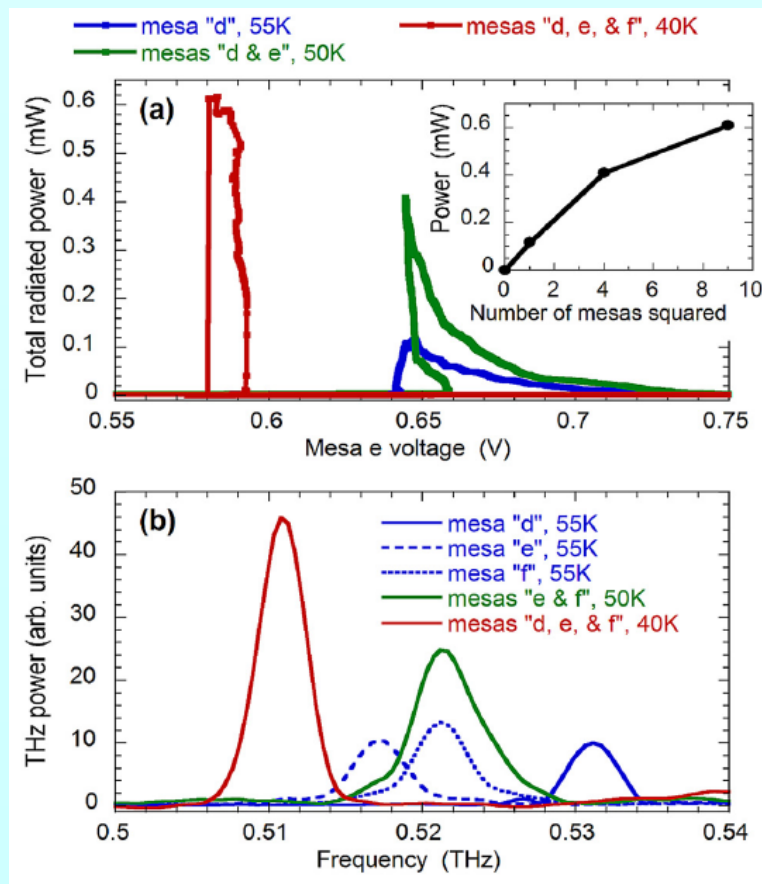 mesa "d", 55K
mesas "d, e, & f", 40K
mesas "d & e", 50K
(a)
Total radiated power (mW)
0.6
0.5
0.4
0.3
0.2
0.1
0
0.55
0.6
0.65
0.7
0.75
Mesa e voltage (V)
Power (mW)
0.6
0.4
0.2
0
0
2
4
6
8
10
Number of mesas squared
(b)
THz power (arb. units)
50
40
30
20
10
0
mesa "d", 55K
mesa "e", 55K
mesa "f", 55K
mesas "e & f", 50K
mesas "d, e, & f", 40K
0.5
0.51
0.52
0.53
0.54
Frequency (THz)